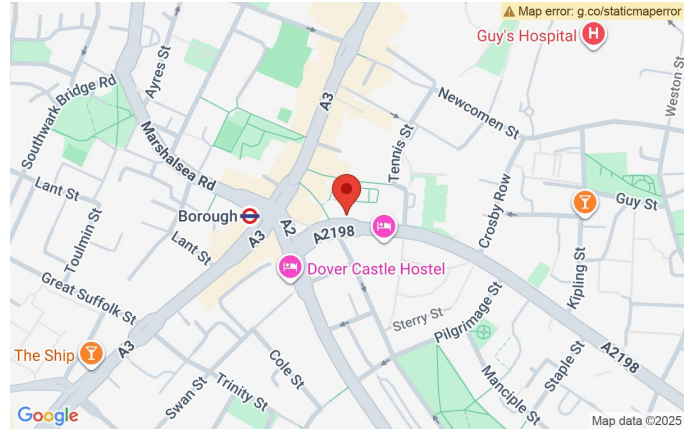 Map error: g.co/staticmaperror
Guy's Hospital
H
Weston St
Southwark Bridge Rd
Ayres St
A3
Newcomen St
Marshalsea Rd
Tennis St
Lant St
Crosby Row
Guy St
Borough
A2
Toulmin St
Lant St
A3
A2198
Kipling St
Dover Castle Hostel
Great Suffolk St
Sterry St
Pilgrimage St
The Ship
A3
Cole St
A2198
Swan St
Trinity St
Manciple St
Staple St
Google
Map data ©2025